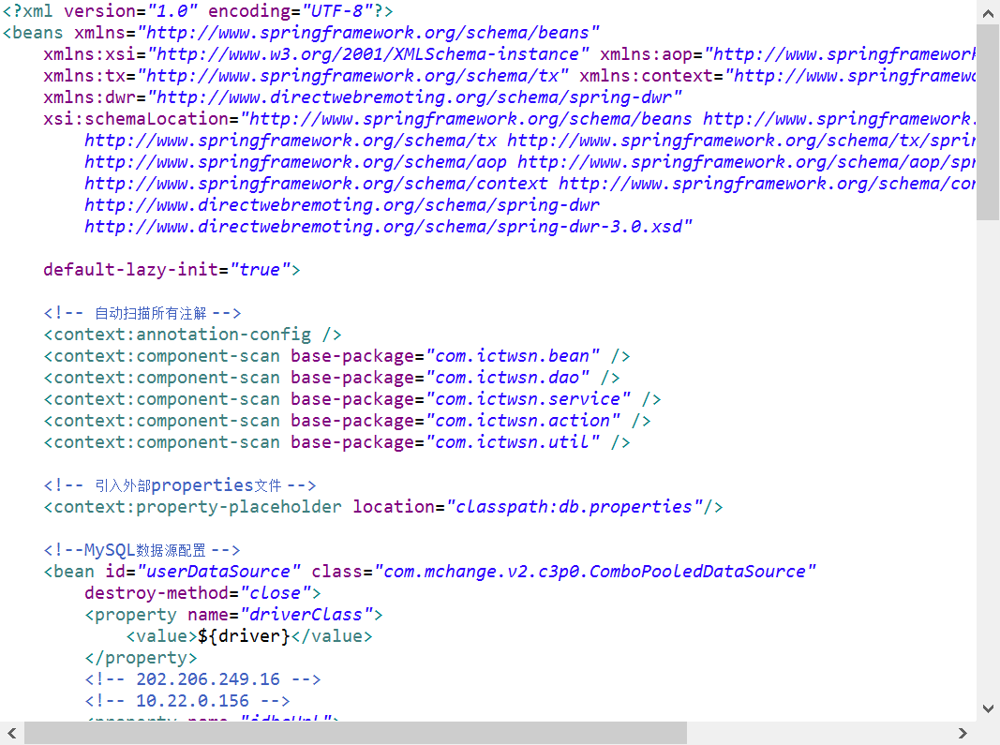 <?xml version="1.0" encoding="UTF-8"?>
<beans xmlns="http://www.springframework.org/schema/beans"
xmlns:xsi="http://www.w3.org/2001/XMLSchema-instance" xmlns:aop="http://www.springframework
xmlns:tx="http://www.springframework.org/schema/tx" xmlns:context="http://www.springframew
xmlns:dwr="http://www.directwebremoting.org/schema/spring-dwr"
xsi:schemaLocation="http://www.springframework.org/schema/beans http://www.springframework.
http://www.springframework.org/schema/tx http://www.springframework.org/schema/tx/sprin
http://www.springframework.org/schema/aop http://www.springframework.org/schema/aop/spr
http://www.springframework.org/schema/context http://www.springframework.org/schema/con
http://www.directwebremoting.org/schema/spring-dwr
http://www.directwebremoting.org/schema/spring-dwr-3.0.xsd"
default-lazy-init="true">
<!-- 自动扫描所有注解 -->
<context:annotation-config />
<context:component-scan base-package="com.ictwsn.bean" />
<context:component-scan base-package="com.ictwsn.dao" />
<context:component-scan base-package="com.ictwsn.service" />
<context:component-scan base-package="com.ictwsn.action" />
<context:component-scan base-package="com.ictwsn.util" />
<!-- 引入外部properties文件 -->
<context:property-placeholder location="classpath:db.properties"/>
<!--MySQL数据源配置 -->
<bean id="userDataSource" class="com.mchange.v2.c3p0.ComboPooledDataSource"
destroy-method="close">
<property name="driverClass">
<value>${driver}</value>
</property>
<!-- 202.206.249.16 -->
<!-- 10.22.0.156 -->
<property name="jdbcUrl">